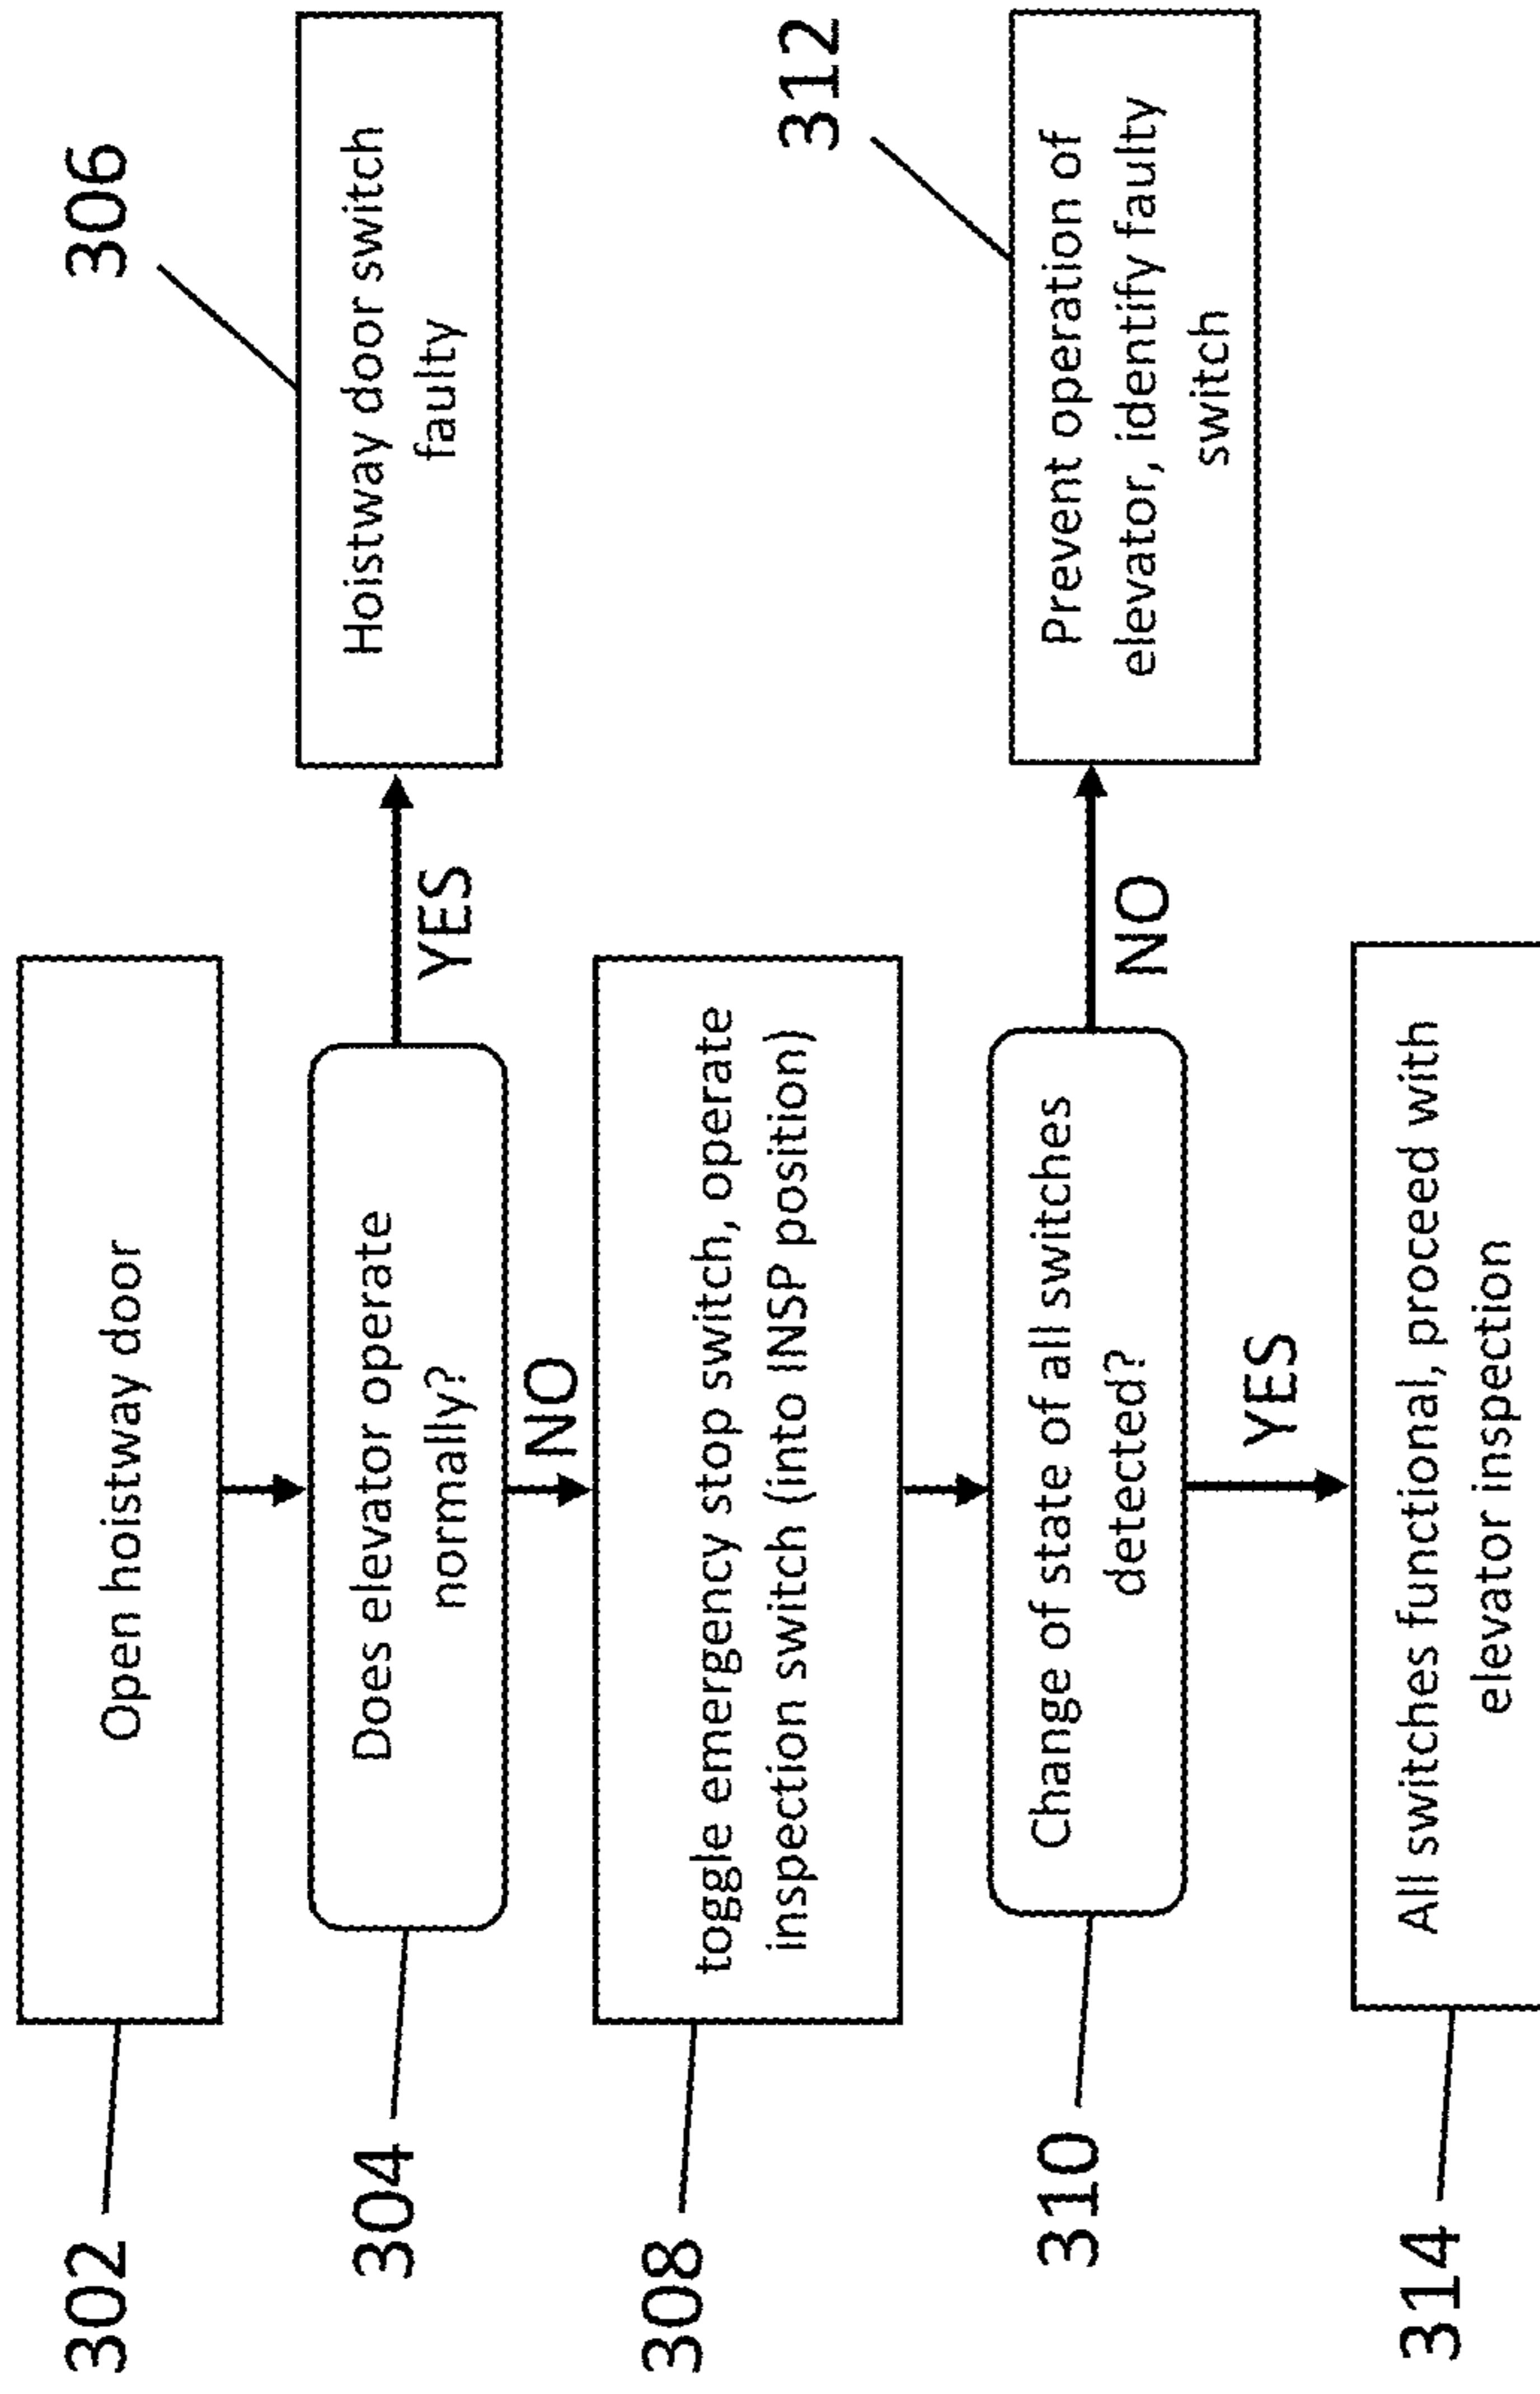 302
Open hoistway door
304
Does elevator operate
normally?
YES
306
Hoistway door switch
faulty
NO
308
toggle emergency stop switch, operate
inspection switch (into INSP position)
310
Change of state of all switches
detected?
NO
312
Prevent operation of
elevator, identify faulty
switch
YES
314
All switches functional, proceed with
elevator inspection